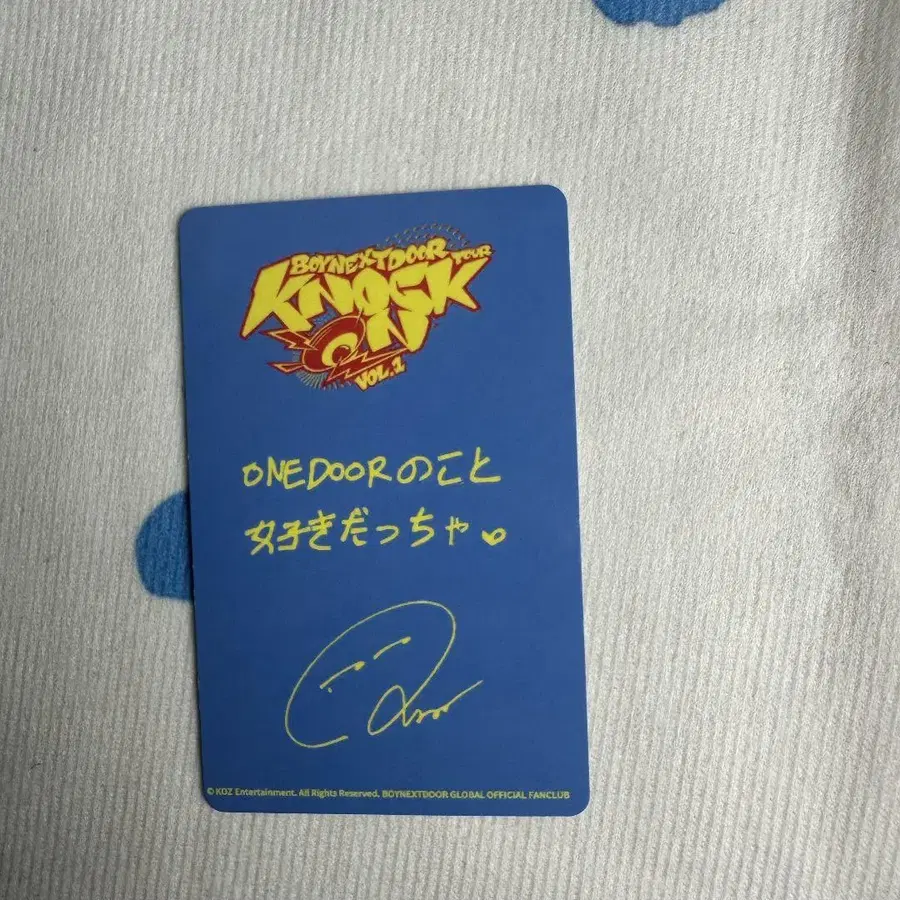 BOYNEXTDOOR TOUR
KNOCK
ON
VOL.1
ONEDOORのこと
好きだっちゃ
© KOZ Entertainment. All Rights Reserved. BOYNEXTDOOR GLOBAL OFFICIAL FANCLUB